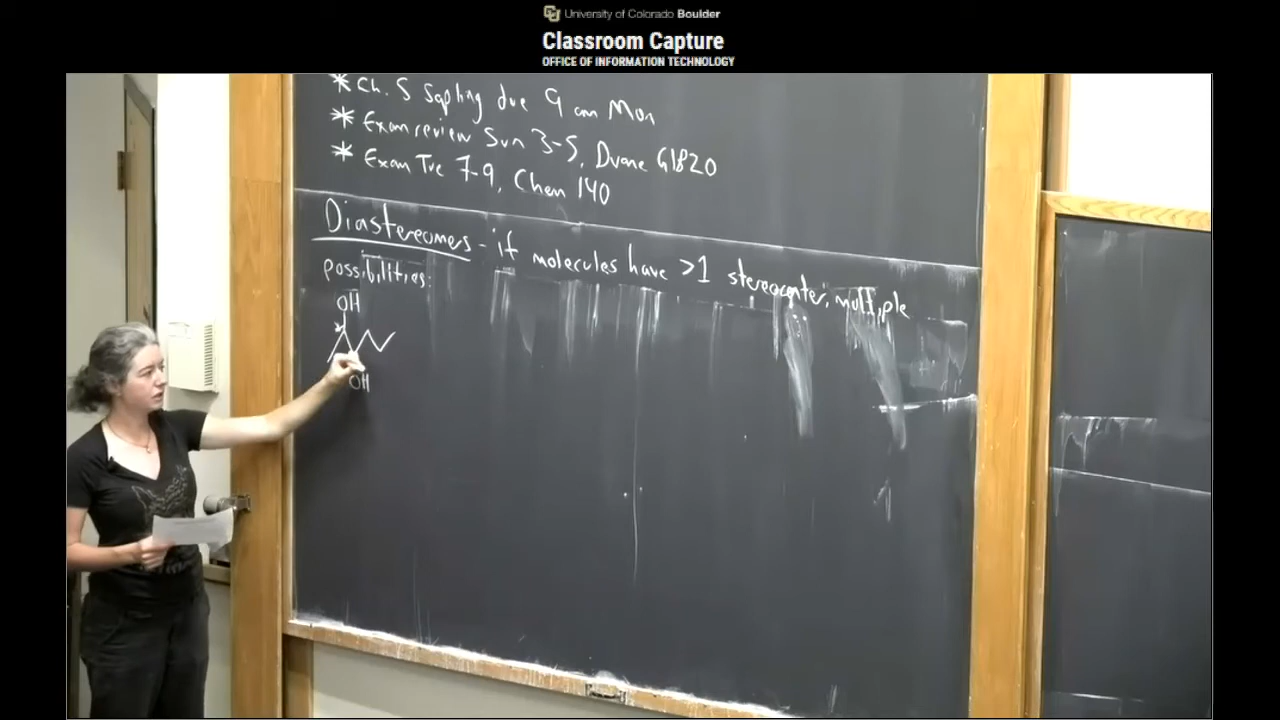 University of Colorado Boulder
Classroom Capture
OFFICE OF INFORMATION TECHNOLOGY
* Ch. 5 Sapling due 9 am Mon
* Exam review Sun 3-5, Duane G1B20
* Exam Tue 7-9, Chem 140
Diastereomers - if molecules have >1 stereocenter, multiple
possibilities:
OH
*
OH